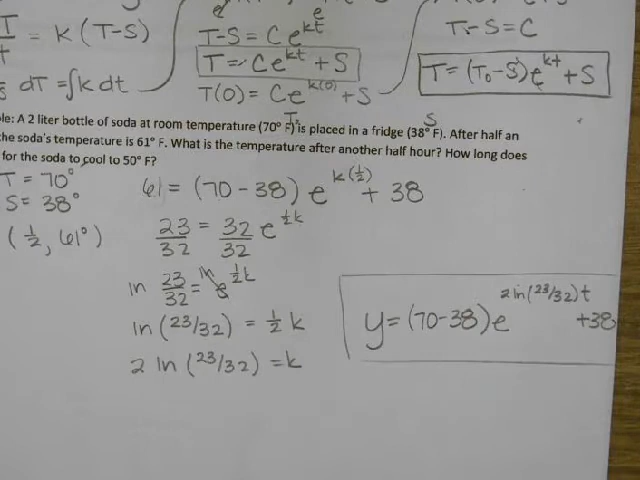 = k(T-S)
T-S = Ce^kt
T = Ce^kt + S
T(0) = Ce^k(0) + S
dT = ∫k dt
T-S = C
T = (T₀-S)e^kt + S
le: A 2 liter bottle of soda at room temperature (70° F) is placed in a fridge (38° F). After half an
he soda's temperature is 61° F. What is the temperature after another half hour? How long does
for the soda to cool to 50° F?
T = 70°
S = 38°
(1/2, 61°)
61 = (70-38)e^k(1/2) + 38
23/32 = 32/32 e^1/2k
ln 23/32 = ln e^1/2k
ln(23/32) = 1/2 k
2 ln(23/32) = k
y = (70-38)e^2ln(23/32)t +38